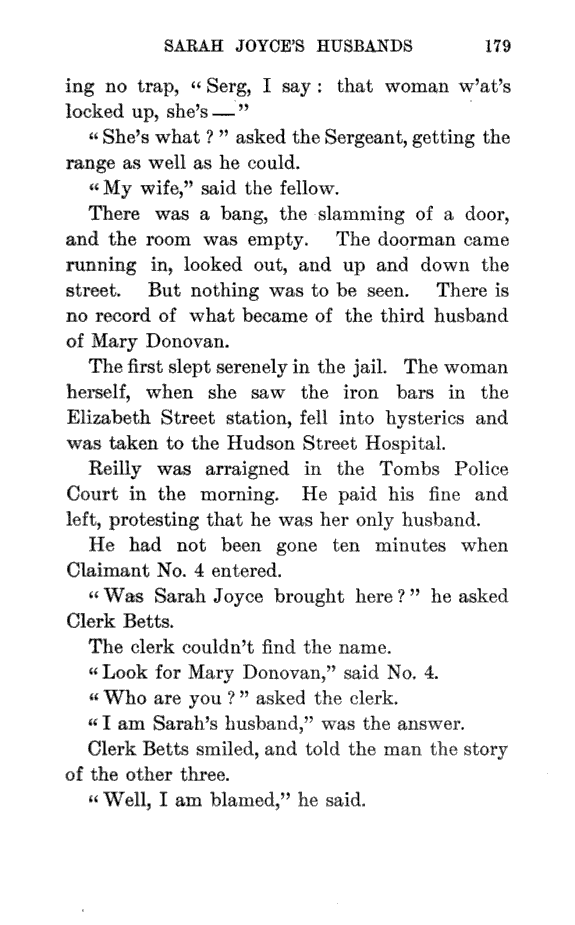 SARAH JOYCE'S HUSBANDS 179
ing no trap, "Serg, I say: that woman w'at's
locked up, she's—"
"She's what?" asked the Sergeant, getting the
range as well as he could.
"My wife," said the fellow.
There was a bang, the slamming of a door,
and the room was empty. The doorman came
running in, looked out, and up and down the
street. But nothing was to be seen. There is
no record of what became of the third husband
of Mary Donovan.
The first slept serenely in the jail. The woman
herself, when she saw the iron bars in the
Elizabeth Street station, fell into hysterics and
was taken to the Hudson Street Hospital.
Reilly was arraigned in the Tombs Police
Court in the morning. He paid his fine and
left, protesting that he was her only husband.
He had not been gone ten minutes when
Claimant No. 4 entered.
"Was Sarah Joyce brought here?" he asked
Clerk Betts.
The clerk couldn't find the name.
"Look for Mary Donovan," said No. 4.
"Who are you?" asked the clerk.
"I am Sarah's husband," was the answer.
Clerk Betts smiled, and told the man the story
of the other three.
"Well, I am blamed," he said.